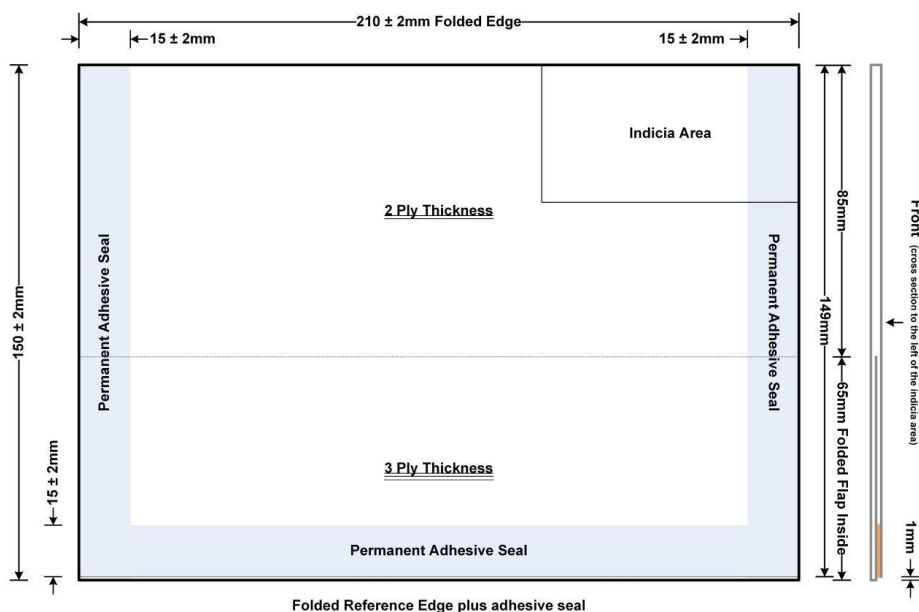 210 ± 2mm Folded Edge
15 ± 2mm
15 ± 2mm
Indicia Area
2 Ply Thickness
Permanent Adhesive Seal
Permanent Adhesive Seal
150 ± 2mm
149mm
85mm
Front (cross section to the left of the indicia area)
15 ± 2mm
3 Ply Thickness
65mm Folded Flap Inside
1mm
Permanent Adhesive Seal
Folded Reference Edge plus adhesive seal